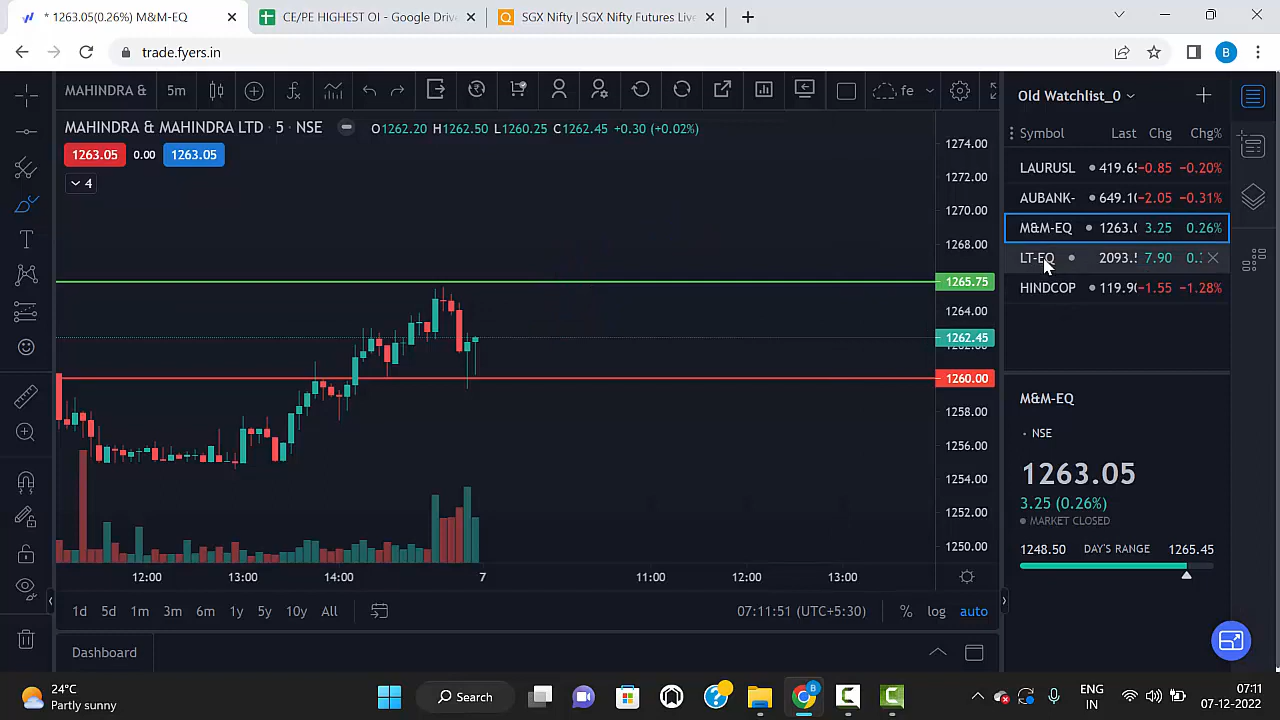 * 1263.05(0.26%) M&M-EQ
CE/PE HIGHEST OI - Google Drive
SGX Nifty | SGX Nifty Futures Live
trade.fyers.in
B
MAHINDRA & 5m fe
Old Watchlist_0
MAHINDRA & MAHINDRA LTD · 5 · NSE O1262.20 H1262.50 L1260.25 C1262.45 +0.30 (+0.02%)
1263.05 0.00 1263.05
4
Symbol Last Chg Chg%
LAURUSL 419.6 −0.85 −0.20%
AUBANK- 649.1 −2.05 −0.31%
M&M-EQ 1263.0 3.25 0.26%
LT-EQ 2093. 7.90 0.
HINDCOP 119.9 −1.55 −1.28%
1274.00
1272.00
1270.00
1268.00
1265.75
1264.00
1262.45
1260.00
1258.00
1256.00
1254.00
1252.00
1250.00
12:00 13:00 14:00 7 11:00 12:00 13:00
1d 5d 1m 3m 6m 1y 5y 10y All 07:11:51 (UTC+5:30) % log auto
Dashboard
M&M-EQ
· NSE
1263.05
3.25 (0.26%)
MARKET CLOSED
1248.50 DAY'S RANGE 1265.45
24°C
Partly sunny
Search
B
ENG
IN
07:11
07-12-2022